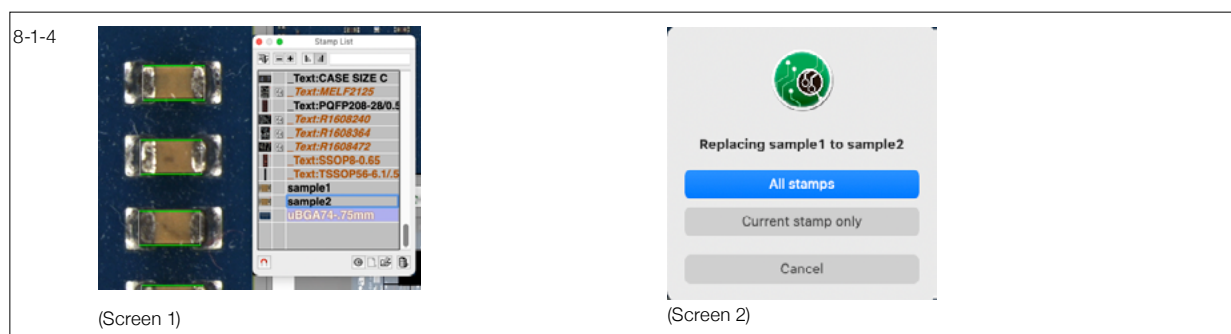 8-1-4
Stamp List
_Text:CASE SIZE C
_Text:MELF2125
_Text:PQFP208-28/0.5
_Text:R1608240
_Text:R1608364
_Text:R1608472
_Text:SSOP8-0.65
_Text:TSSOP56-6.1/.5
sample1
sample2
uBGA74-.75mm
(Screen 1)
Replacing sample1 to sample2
All stamps
Current stamp only
Cancel
(Screen 2)